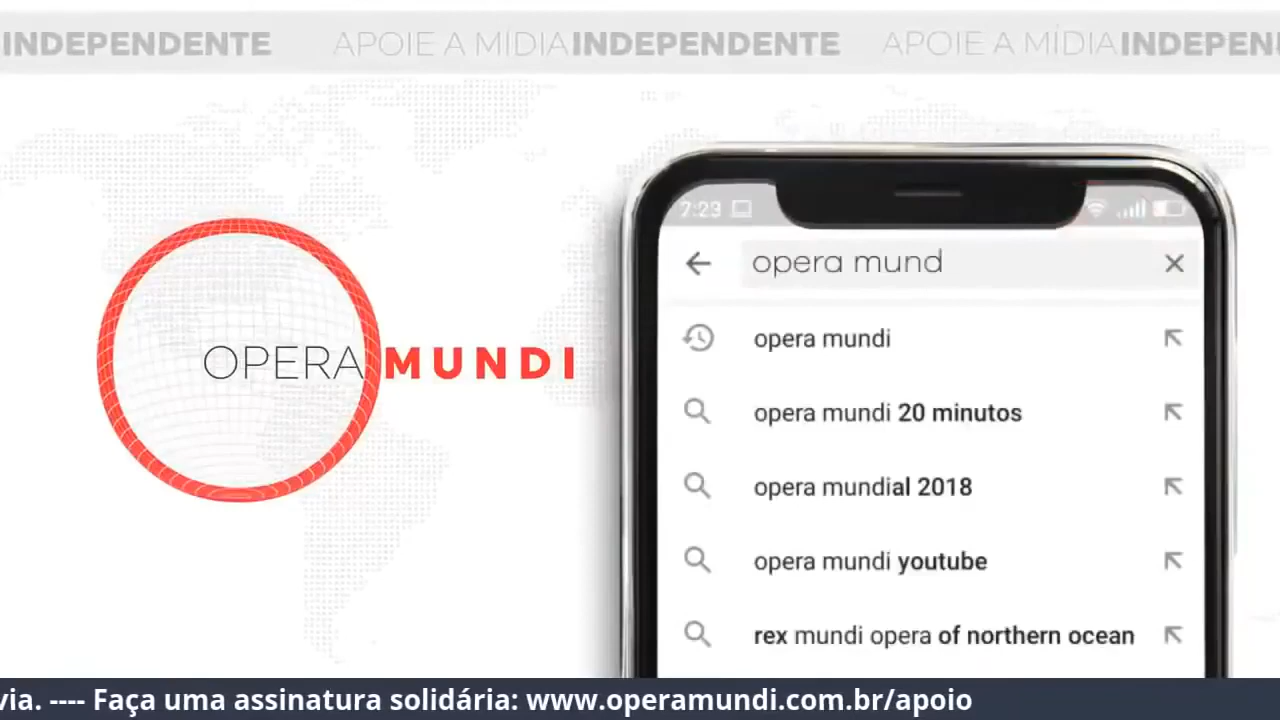 INDEPENDENTE APOIE A MÍDIA INDEPENDENTE APOIE A MÍDIA INDEPEN
OPERA MUNDI
7:23
opera mund
opera mundi
opera mundi 20 minutos
opera mundial 2018
opera mundi youtube
rex mundi opera of northern ocean
via. ---- Faça uma assinatura solidária: www.operamundi.com.br/apoio